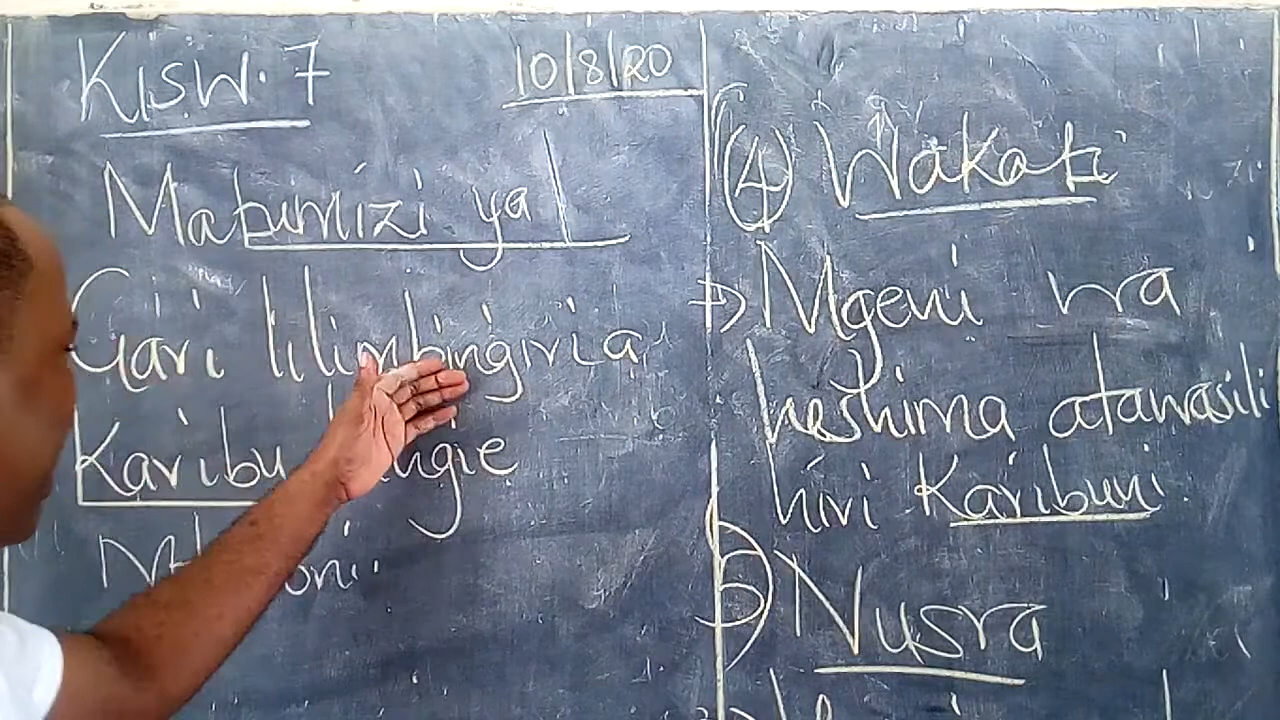 KISW. 7
10/8/20
Matumizi ya
Gari lilimbingiria
Karibu
④ Wakati
⇒ Mgeni wa
heshima atawasili
hivi Karibuni.
⑤ Nusra